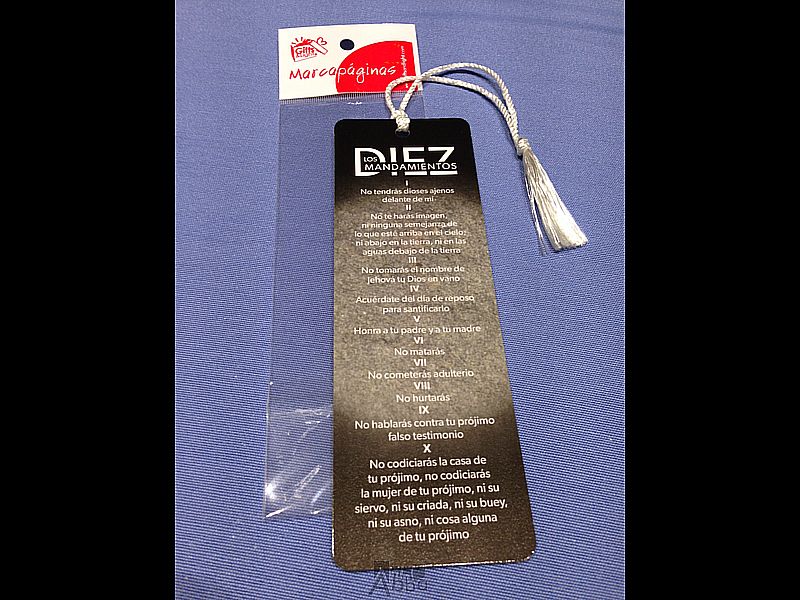 Gifts
Marcapáginas
LOS
DIEZ
MANDAMIENTOS
I
No tendrás dioses ajenos
delante de mí.
II
No te harás imagen,
ni ninguna semejanza de
lo que esté arriba en el cielo,
ni abajo en la tierra, ni en las
aguas debajo de la tierra
III
No tomarás el nombre de
Jehová tu Dios en vano
IV
Acuérdate del día de reposo
para santificarlo
V
Honra a tu padre y a tu madre
VI
No matarás
VII
No cometerás adulterio
VIII
No hurtarás
IX
No hablarás contra tu prójimo
falso testimonio
X
No codiciarás la casa de
tu prójimo, no codiciarás
la mujer de tu prójimo, ni su
siervo, ni su criada, ni su buey,
ni su asno, ni cosa alguna
de tu prójimo